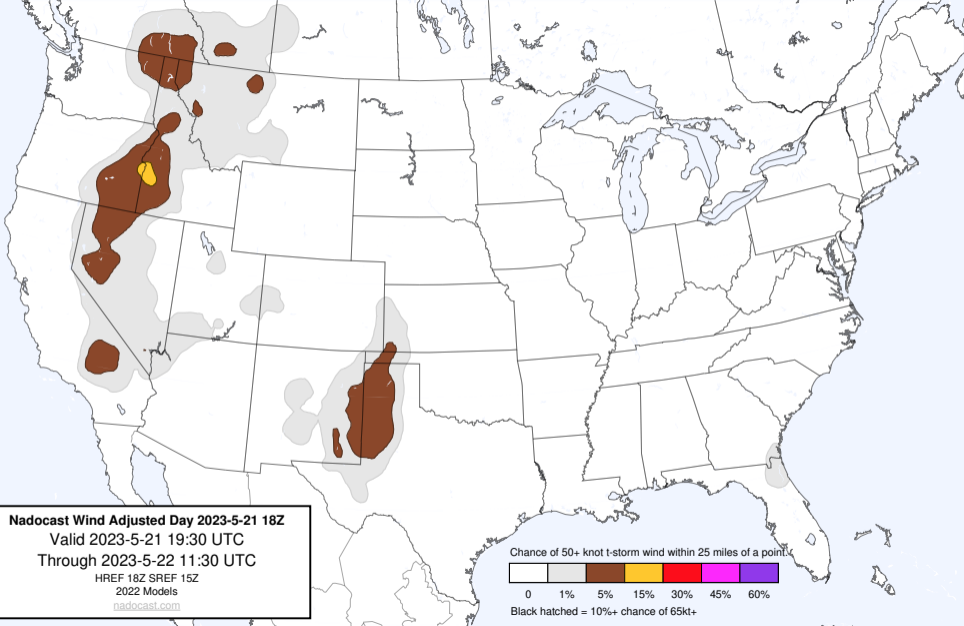 Nadocast Wind Adjusted Day 2023-5-21 18Z
Valid 2023-5-21 19:30 UTC
Through 2023-5-22 11:30 UTC
HREF 18Z SREF 15Z
2022 Models
nadocast.com
Chance of 50+ knot t-storm wind within 25 miles of a point.
0 1% 5% 15% 30% 45% 60%
Black hatched = 10%+ chance of 65kt+